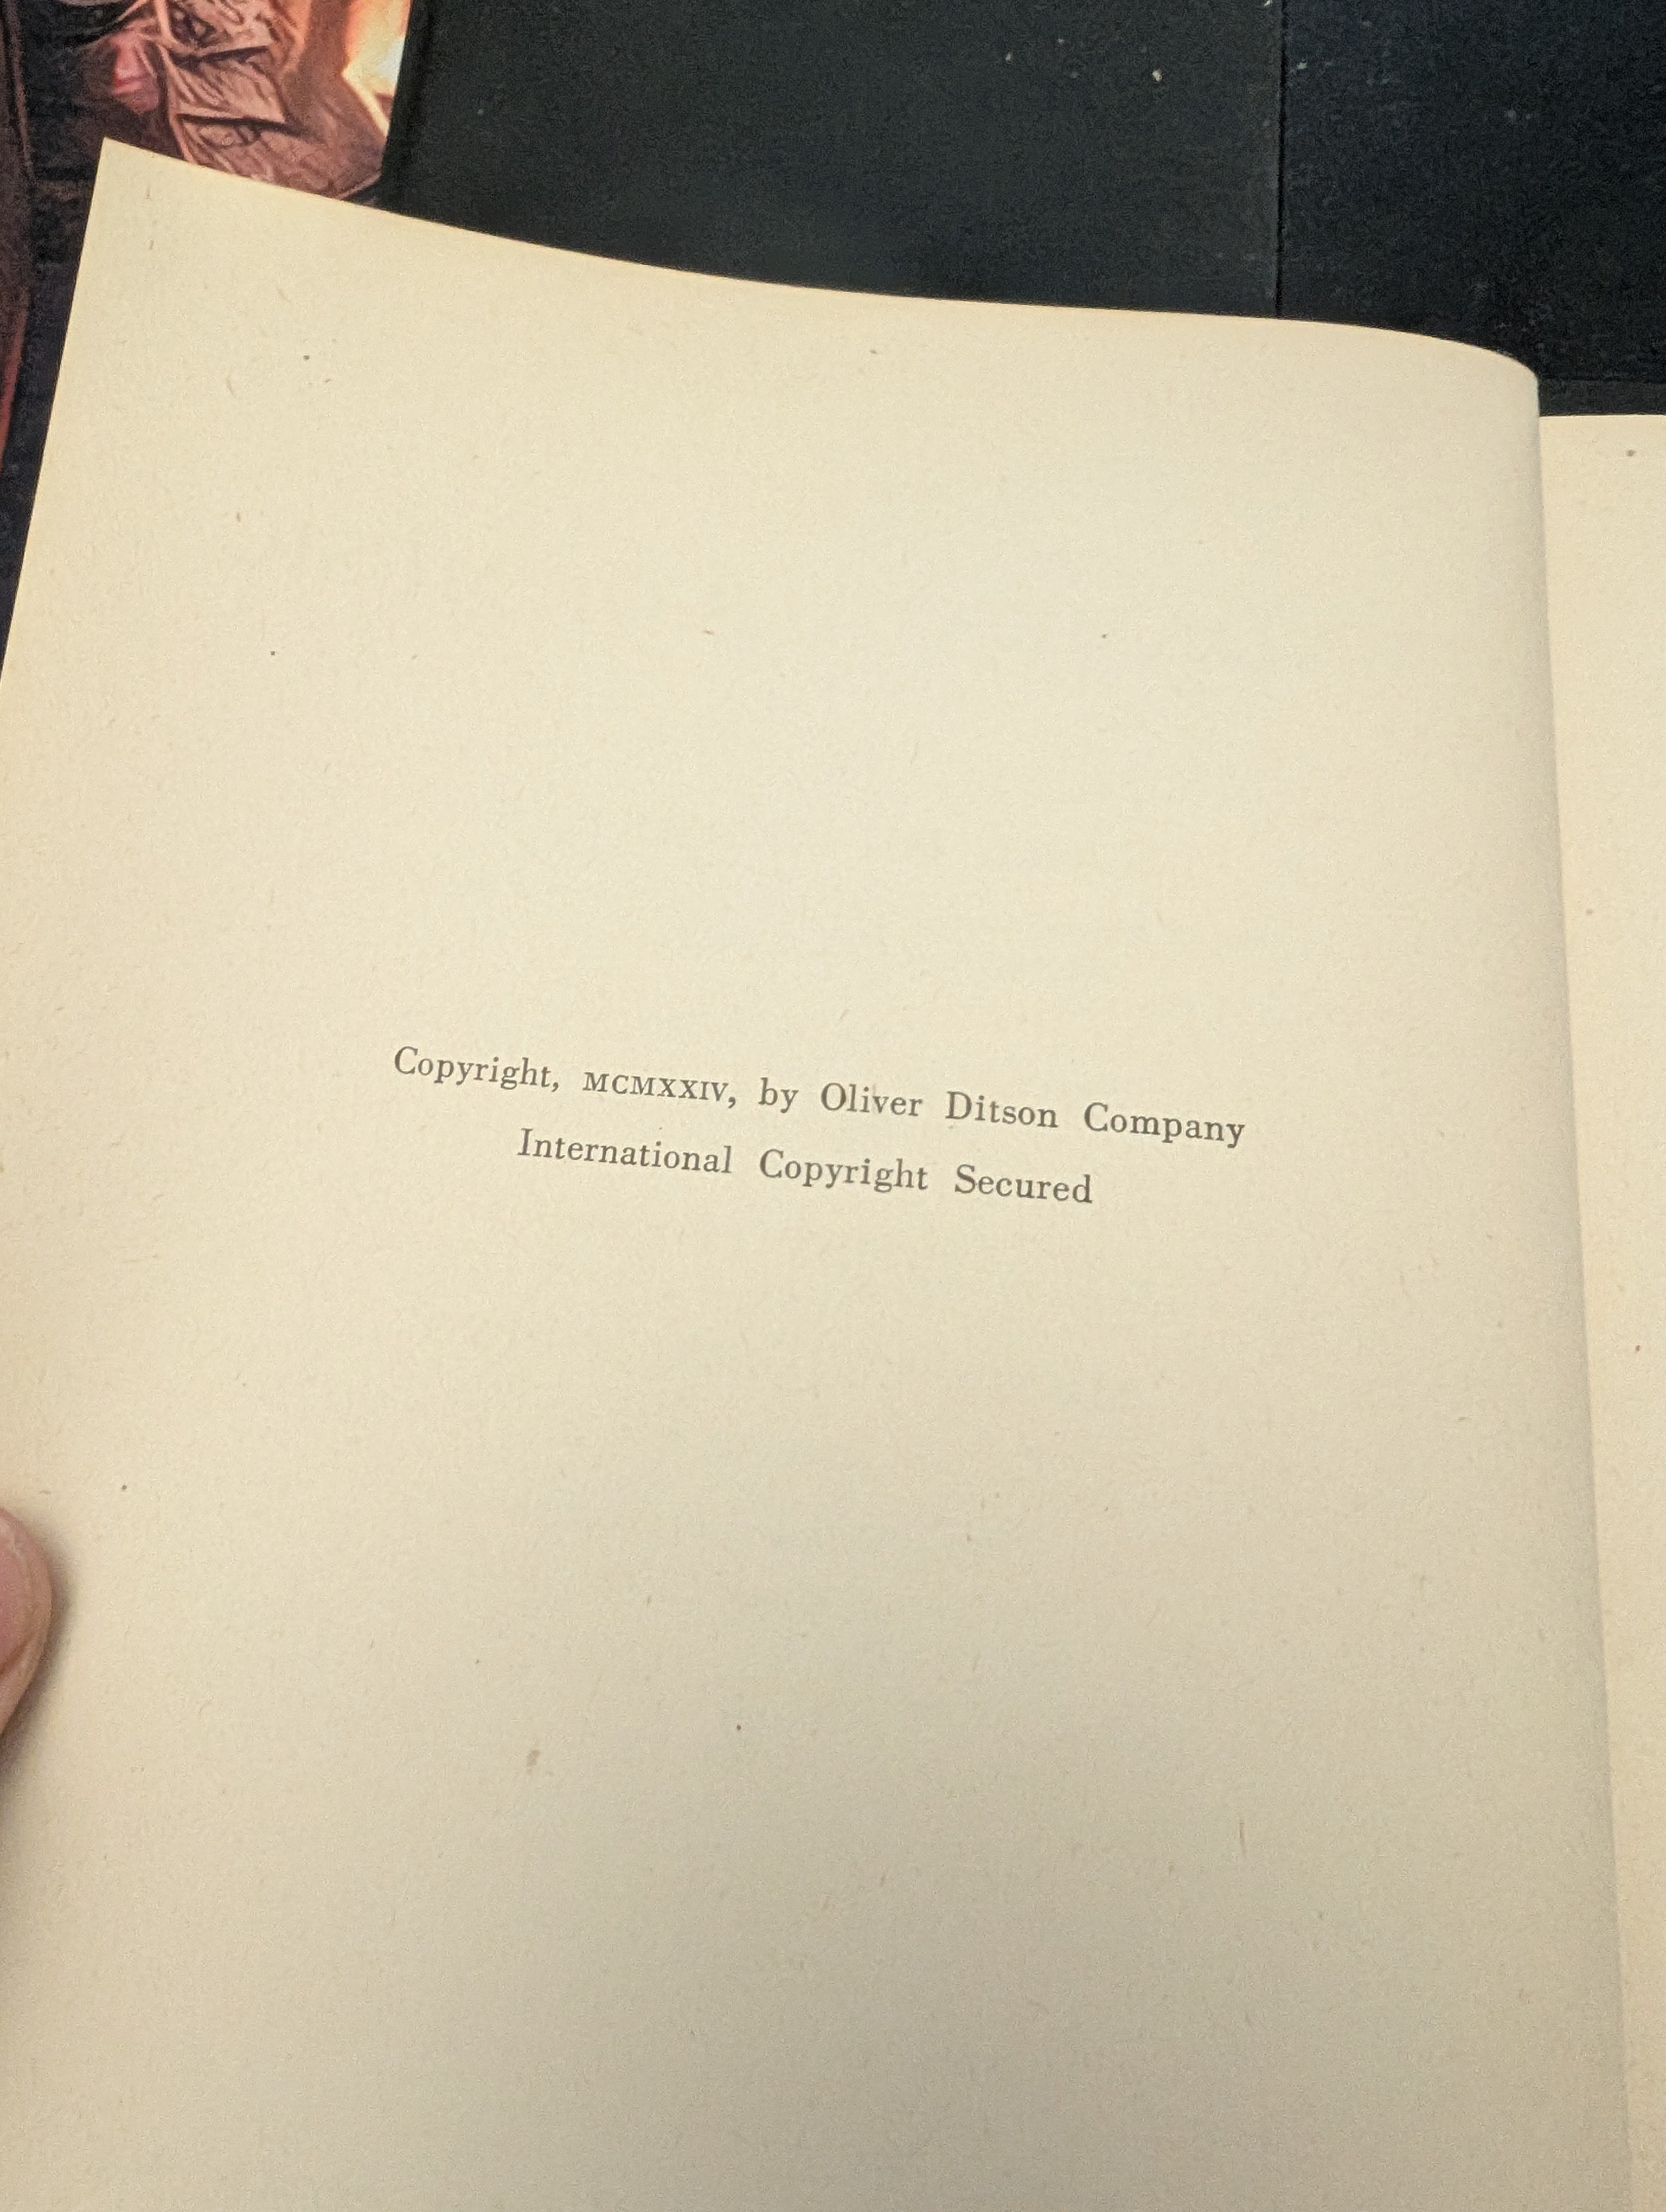 Copyright, MCMXXIV, by Oliver Ditson Company
International Copyright Secured